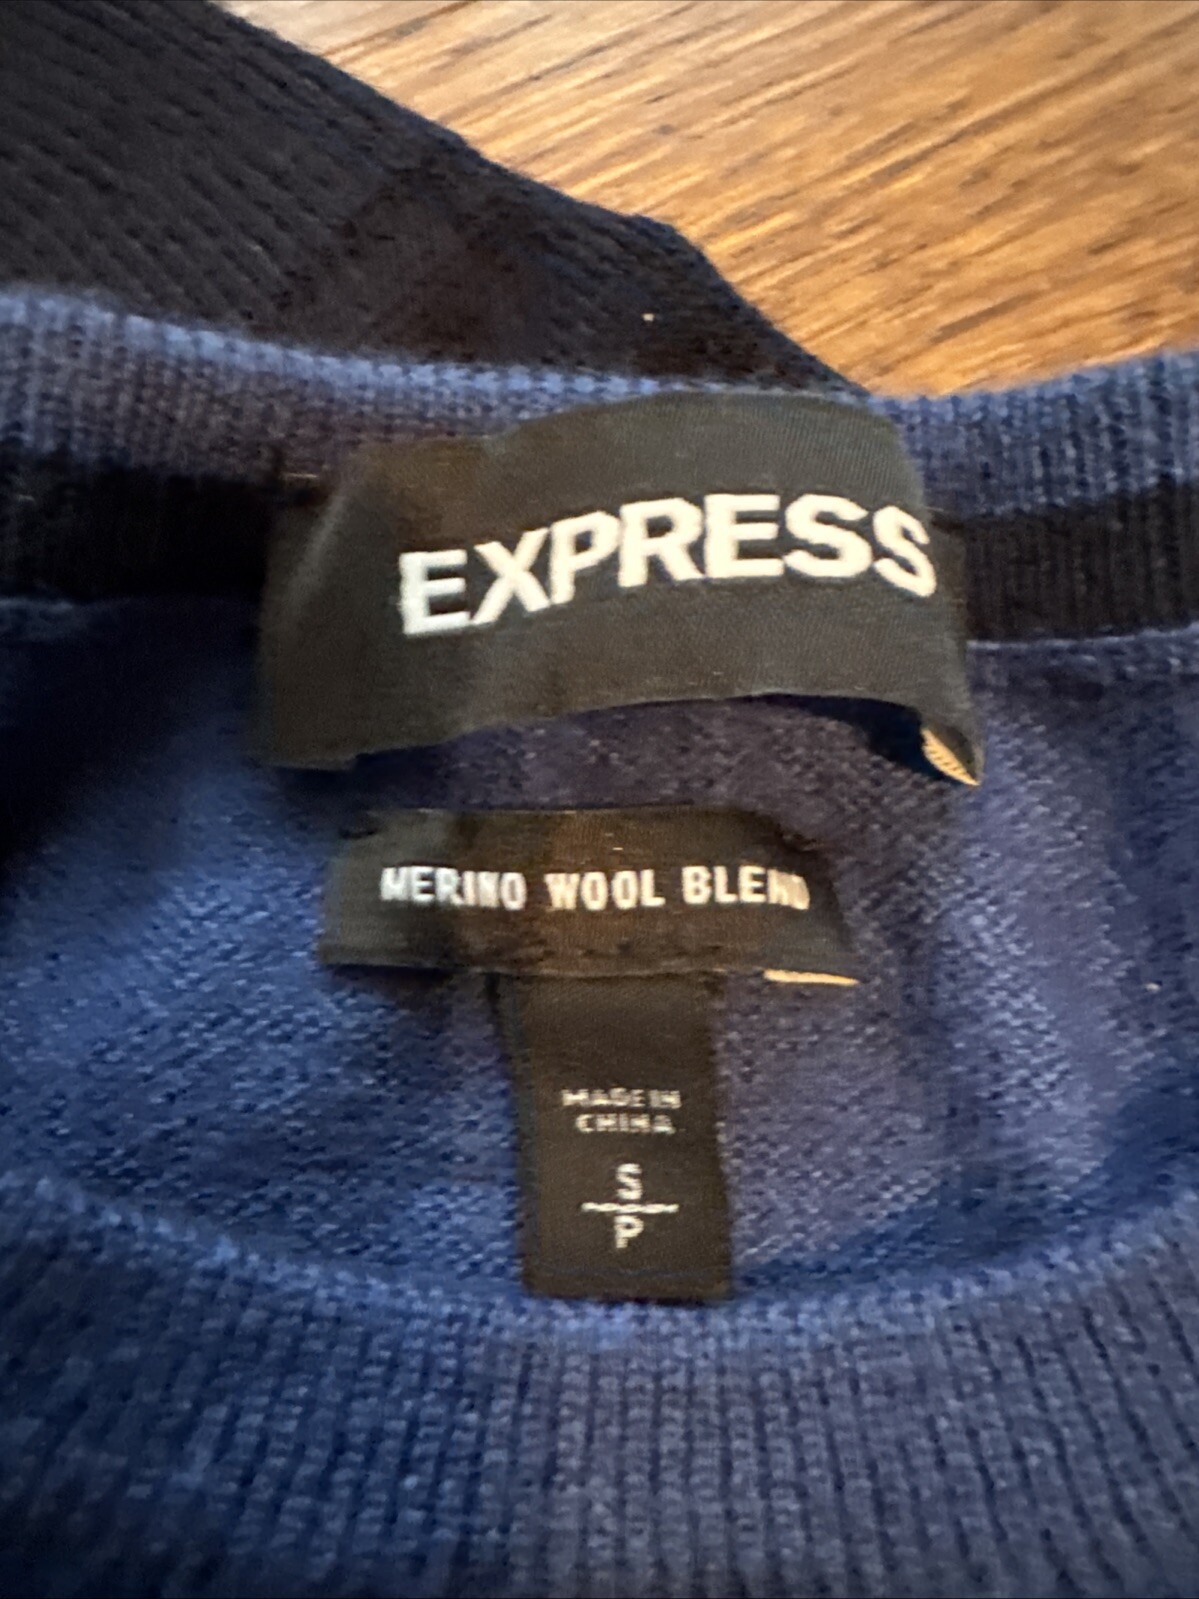 EXPRESS
MERINO WOOL BLEND
MADE IN
CHINA
S
P